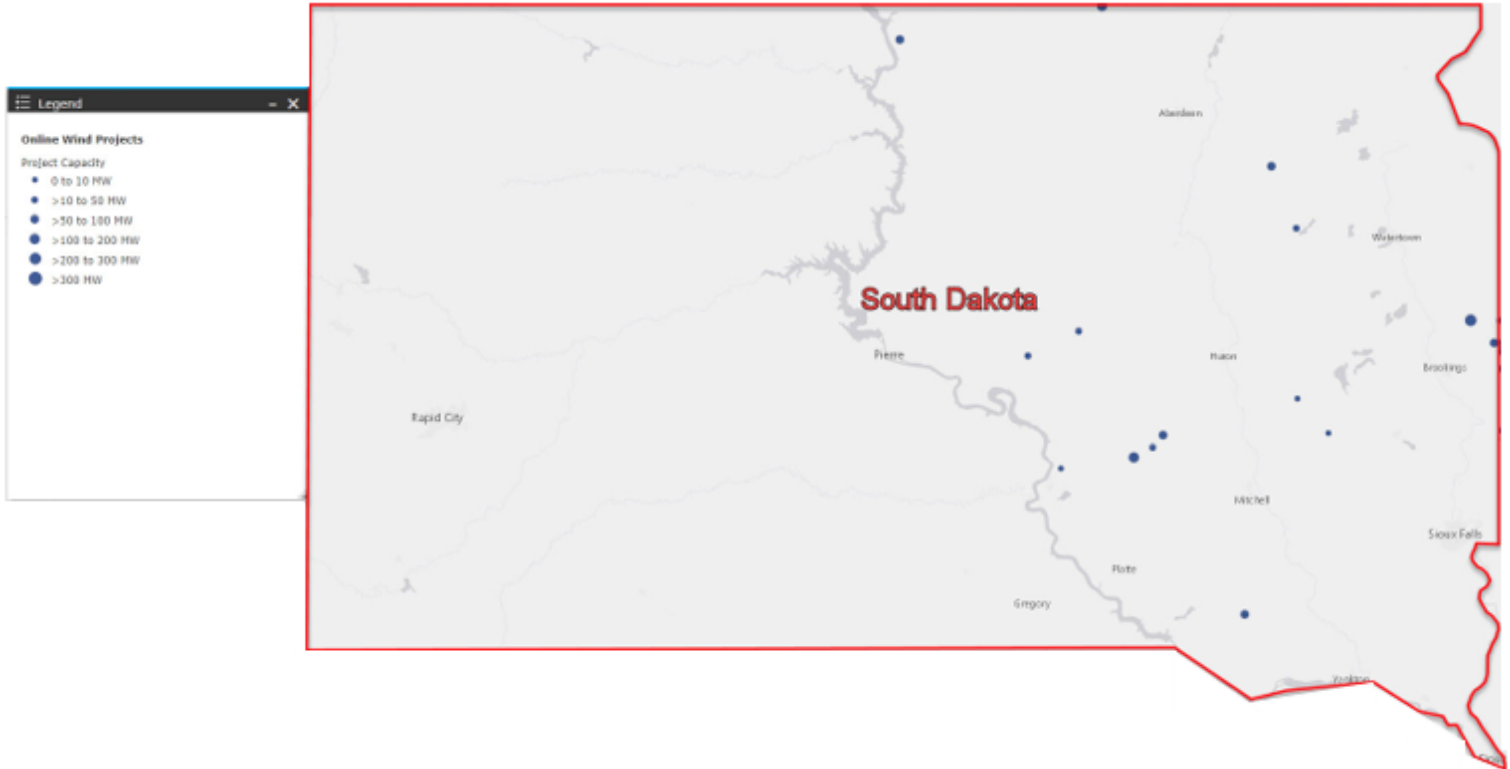 Legend
Online Wind Projects
Project Capacity
0 to 10 MW
>10 to 50 MW
>50 to 100 MW
>100 to 200 MW
>200 to 300 MW
>300 MW
Aberdeen
Watertown
South Dakota
Pierre
Huron
Brookings
Rapid City
Mitchell
Sioux Falls
Platte
Gregory
Yankton